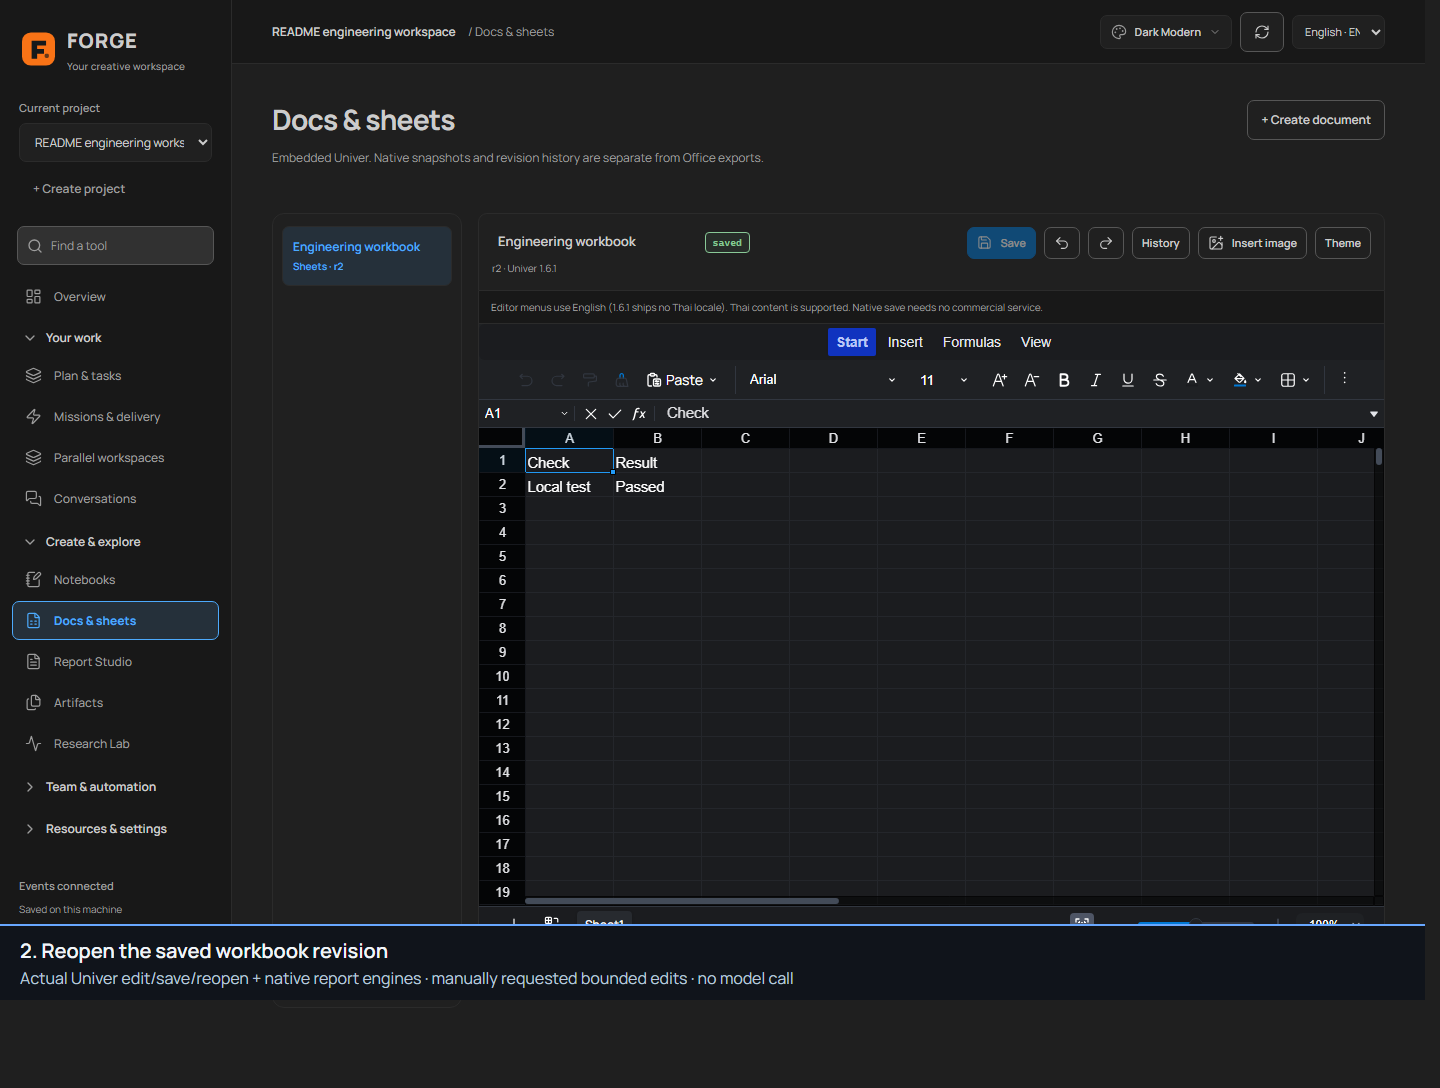 FORGE
Your creative workspace
Current project
README engineering works
+ Create project
Find a tool
Overview
Your work
Plan & tasks
Missions & delivery
Parallel workspaces
Conversations
Create & explore
Notebooks
Docs & sheets
Report Studio
Artifacts
Research Lab
Team & automation
Resources & settings
Events connected
Saved on this machine
README engineering workspace / Docs & sheets
Dark Modern
English · EN
Docs & sheets
+ Create document
Embedded Univer. Native snapshots and revision history are separate from Office exports.
Engineering workbook
Sheets · r2
Engineering workbook saved
Save History Insert image Theme
r2 · Univer 1.6.1
Editor menus use English (1.6.1 ships no Thai locale). Thai content is supported. Native save needs no commercial service.
Start Insert Formulas View
Paste Arial 11 A+ A- B I U S A
A1 fx Check
A B C D E F G H I J
1 Check Result
2 Local test Passed
3
4
5
6
7
8
9
10
11
12
13
14
15
16
17
18
19
Sheet1 100%
2. Reopen the saved workbook revision
Actual Univer edit/save/reopen + native report engines · manually requested bounded edits · no model call